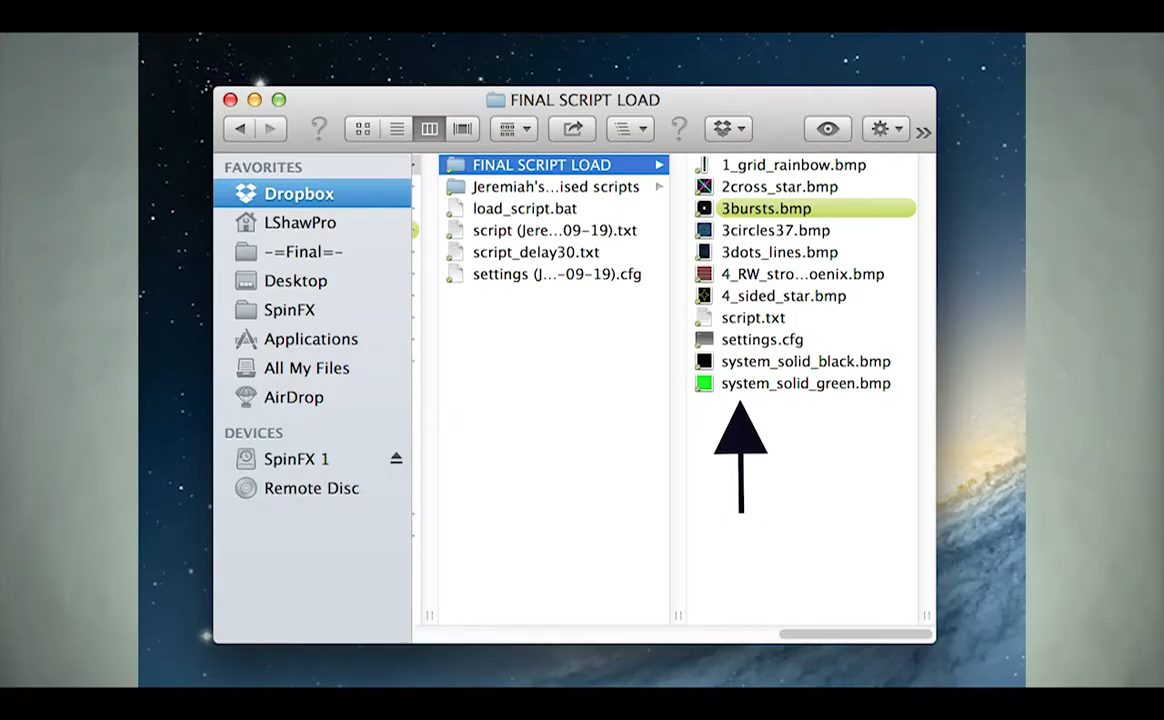 FINAL SCRIPT LOAD
FAVORITES
Dropbox
LShawPro
-=Final=-
Desktop
SpinFX
Applications
All My Files
AirDrop
DEVICES
SpinFX 1
Remote Disc
FINAL SCRIPT LOAD
Jeremiah's...ised scripts
load_script.bat
script (Jere...09-19).txt
script_delay30.txt
settings (J...-09-19).cfg
1_grid_rainbow.bmp
2cross_star.bmp
3bursts.bmp
3circles37.bmp
3dots_lines.bmp
4_RW_stro...oenix.bmp
4_sided_star.bmp
script.txt
settings.cfg
system_solid_black.bmp
system_solid_green.bmp